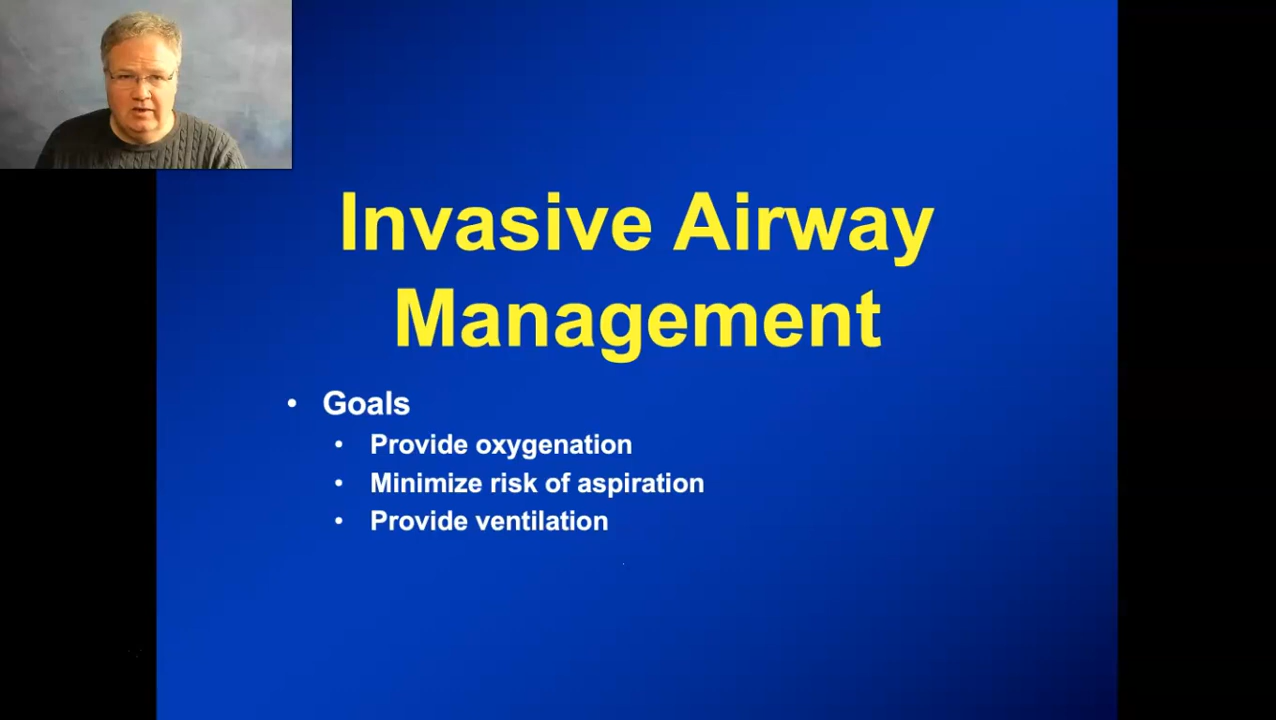 Invasive Airway
Management
• Goals
• Provide oxygenation
• Minimize risk of aspiration
• Provide ventilation